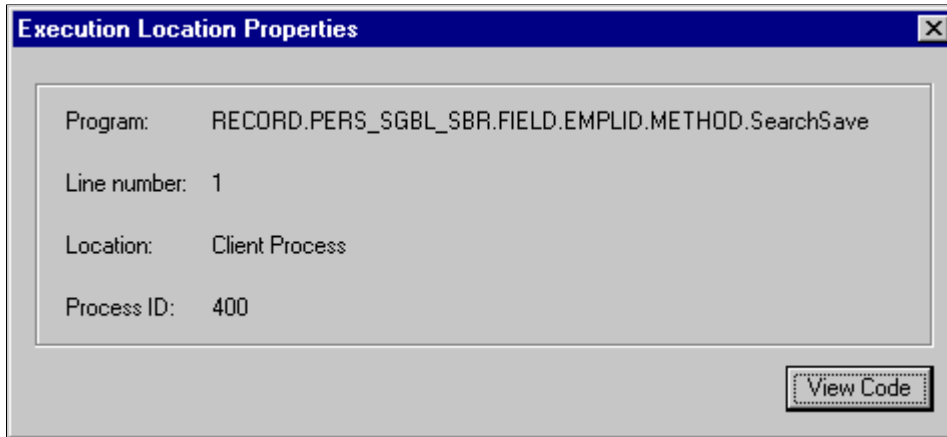 Execution Location Properties
Program: RECORD.PERS_SGBL_SBR.FIELD.EMPLID.METHOD.SearchSave
Line number: 1
Location: Client Process
Process ID: 400
View Code